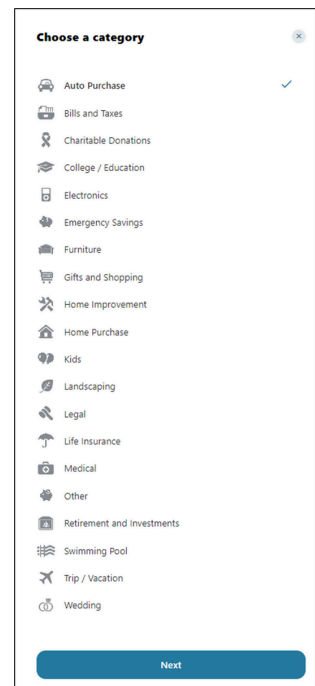 Choose a category
Auto Purchase
Bills and Taxes
Charitable Donations
College / Education
Electronics
Emergency Savings
Furniture
Gifts and Shopping
Home Improvement
Home Purchase
Kids
Landscaping
Legal
Life Insurance
Medical
Other
Retirement and Investments
Swimming Pool
Trip / Vacation
Wedding
Next